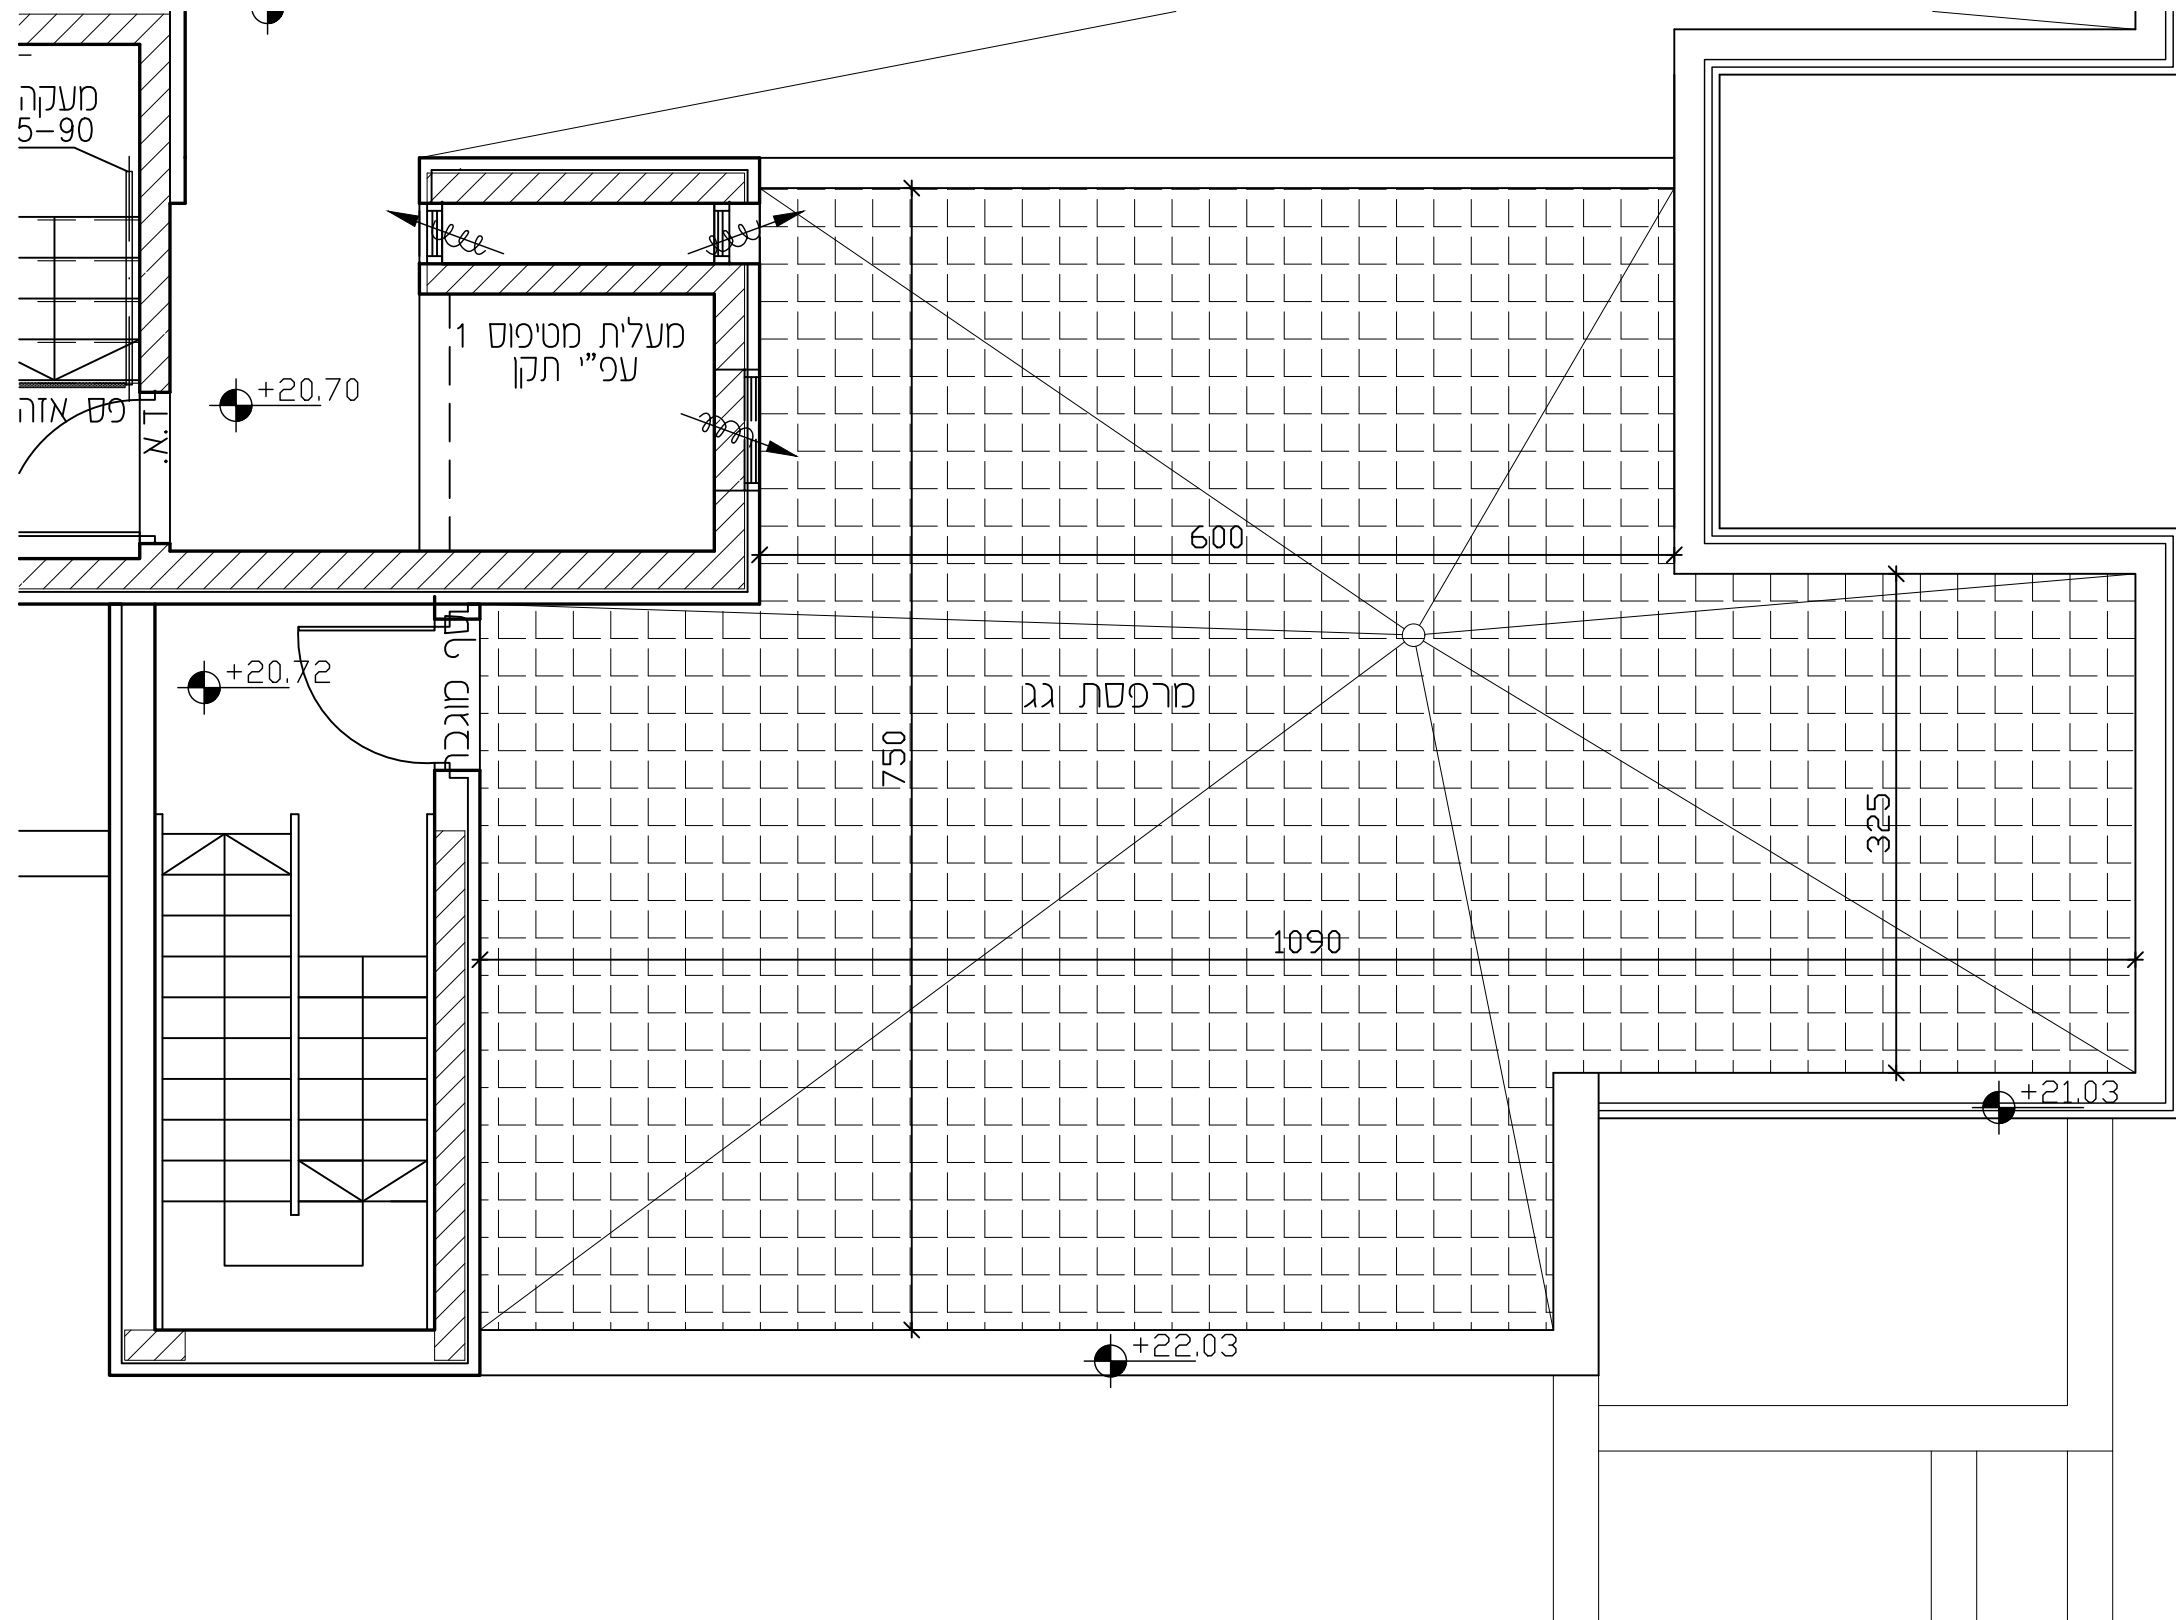 מעקה
5-90
מעלית מטיפוס 1
עפ"י תקן
+20.70
פס אזה
ד.א.
600
סף מוגבה
+20.72
מרפסת גג
750
325
1090
+21.03
+22.03